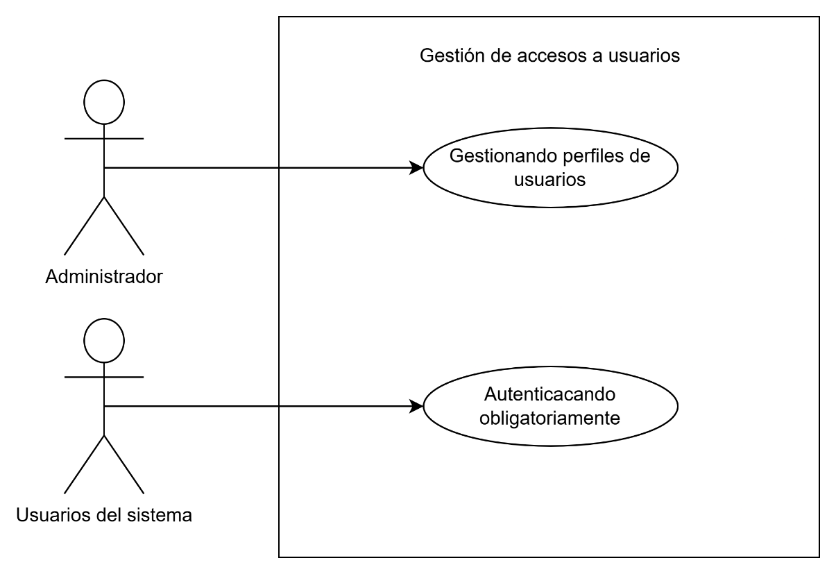 Gestión de accesos a usuarios
Gestionando perfiles de
usuarios
Administrador
Autenticacando
obligatoriamente
Usuarios del sistema